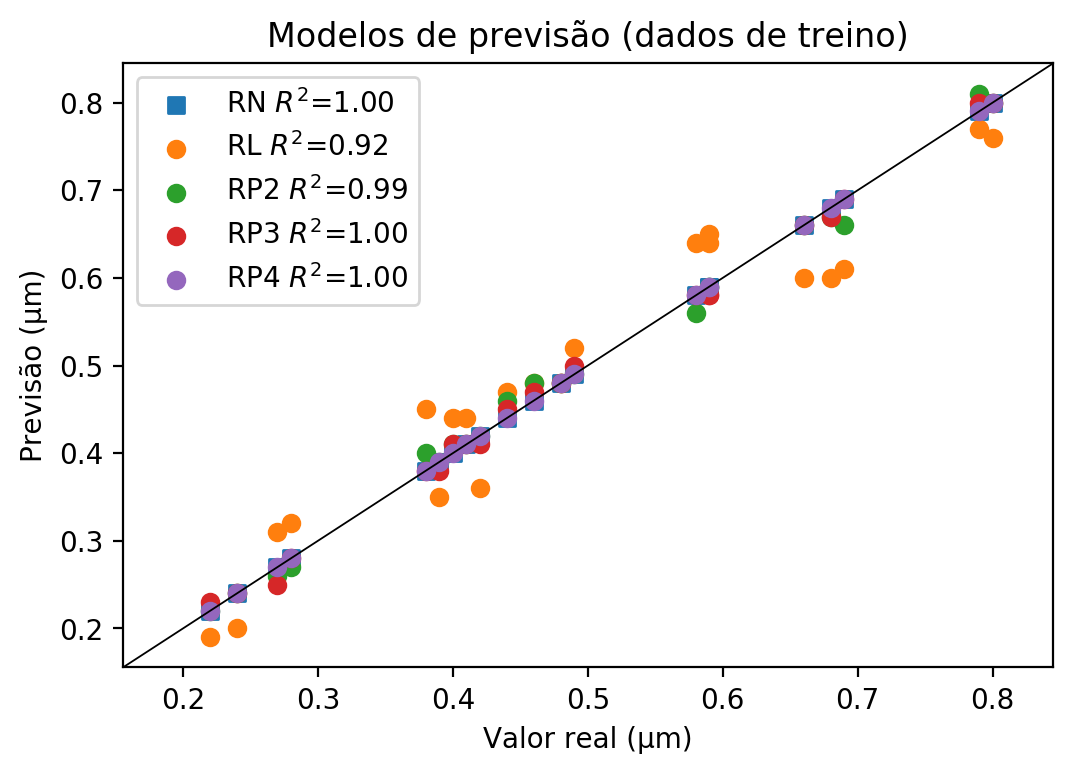 Modelos de previsão (dados de treino)
RN R²=1.00
RL R²=0.92
RP2 R²=0.99
RP3 R²=1.00
RP4 R²=1.00
Previsão (µm)
0.8
0.7
0.6
0.5
0.4
0.3
0.2
0.2 0.3 0.4 0.5 0.6 0.7 0.8
Valor real (µm)